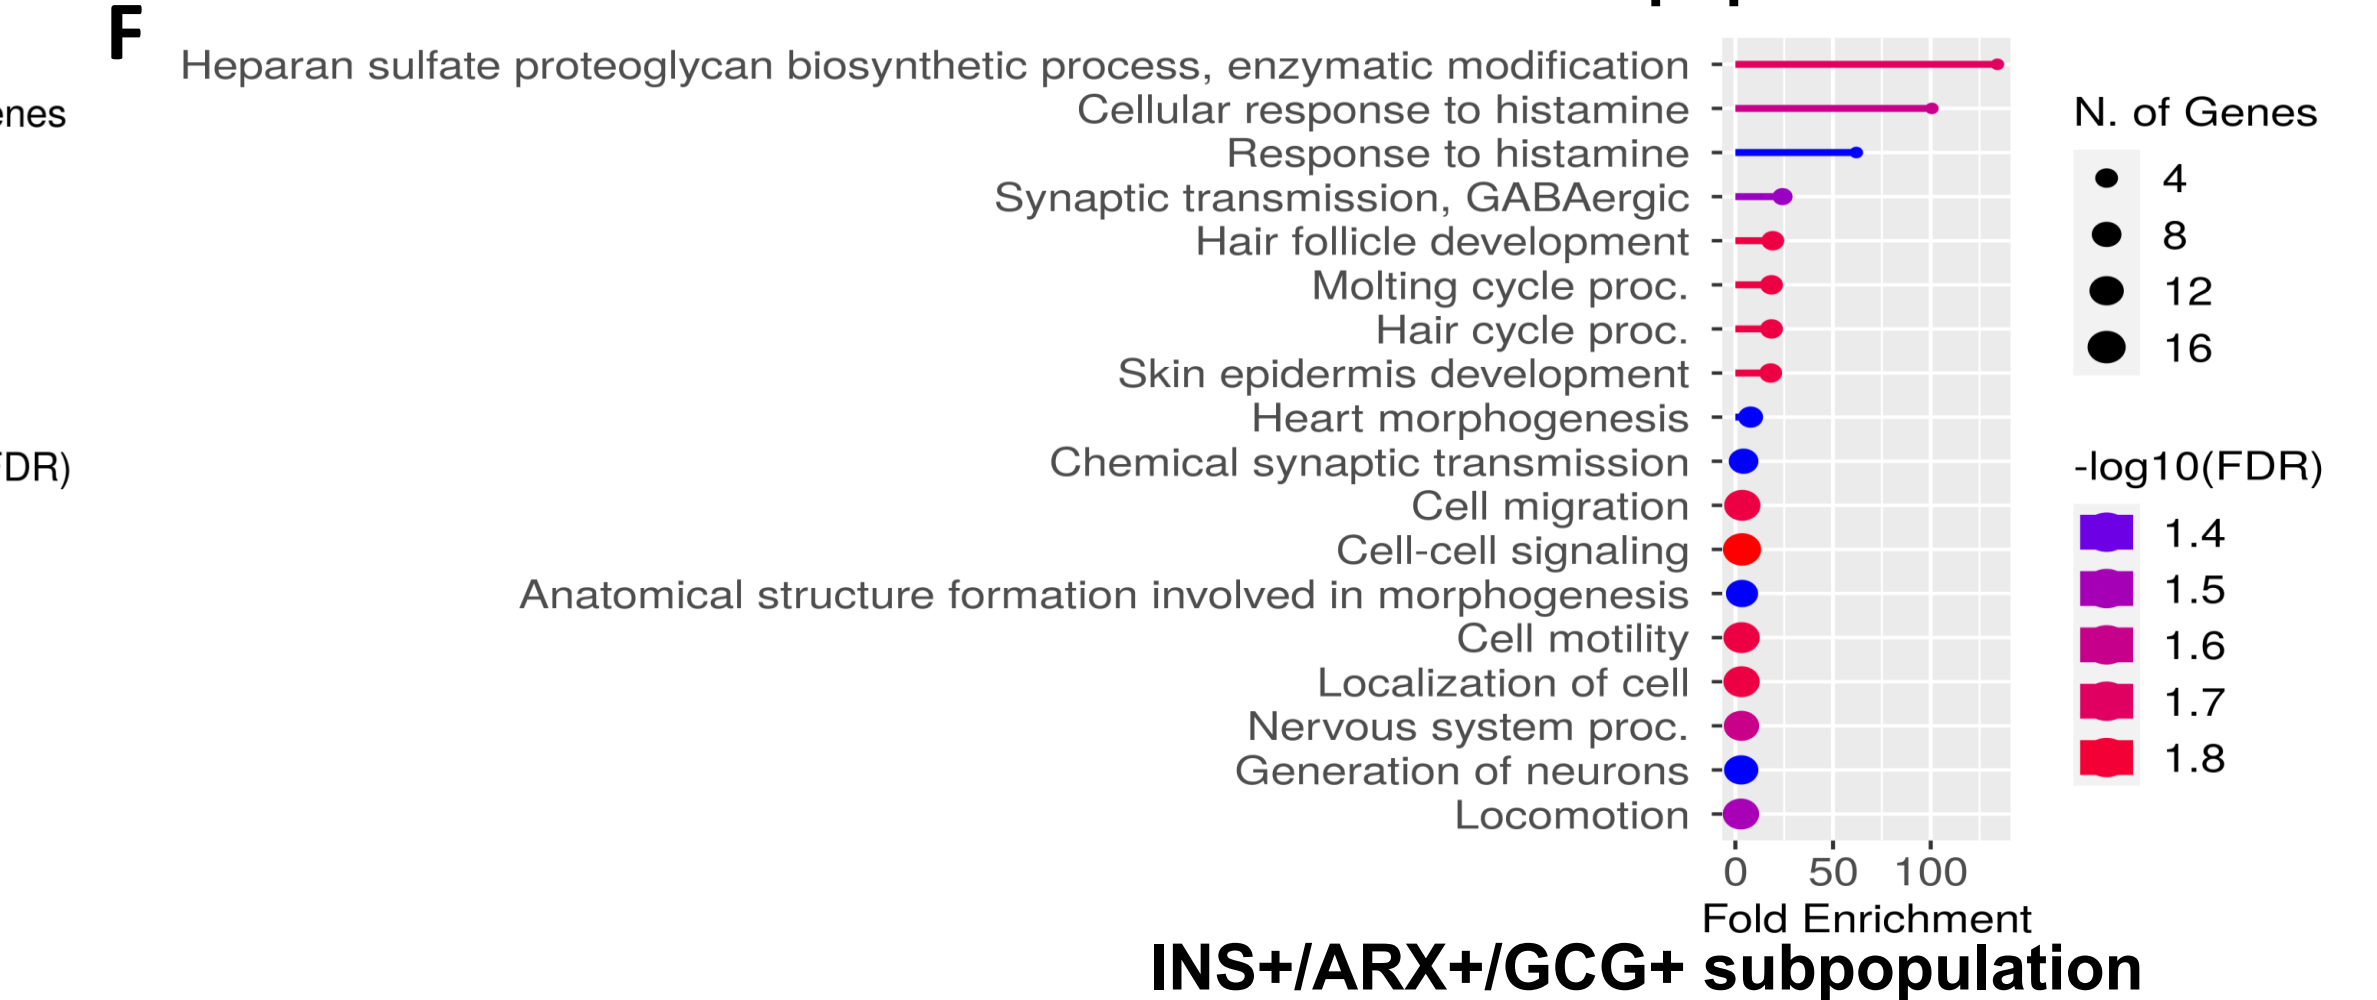 F
Heparan sulfate proteoglycan biosynthetic process, enzymatic modification
Cellular response to histamine
Response to histamine
Synaptic transmission, GABAergic
Hair follicle development
Molting cycle proc.
Hair cycle proc.
Skin epidermis development
Heart morphogenesis
Chemical synaptic transmission
Cell migration
Cell-cell signaling
Anatomical structure formation involved in morphogenesis
Cell motility
Localization of cell
Nervous system proc.
Generation of neurons
Locomotion
0 50 100
Fold Enrichment
N. of Genes
4
8
12
16
-log10(FDR)
1.4
1.5
1.6
1.7
1.8
INS+/ARX+/GCG+ subpopulation
enes
FDR)